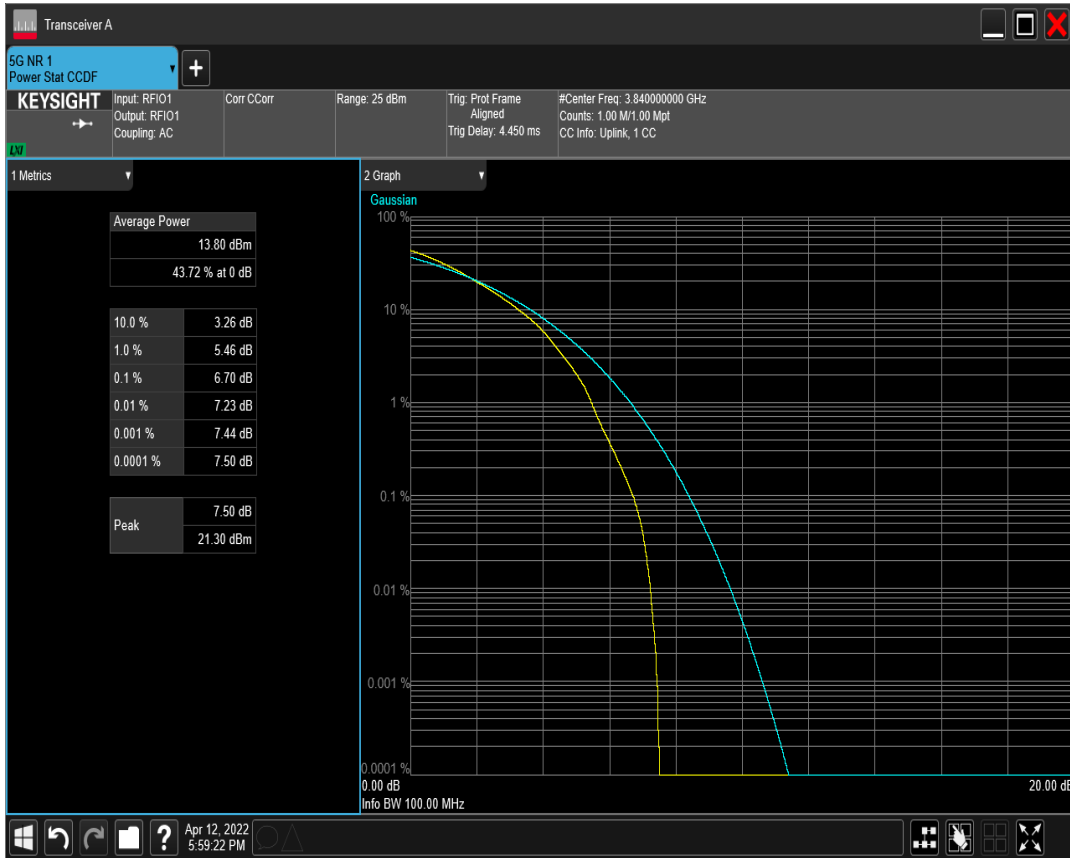 Transceiver A
5G NR 1
Power Stat CCDF
KEYSIGHT
LXI
Input: RFIO1
Output: RFIO1
Coupling: AC
Corr CCorr
Range: 25 dBm
Trig: Prot Frame
Aligned
Trig Delay: 4.450 ms
#Center Freq: 3.840000000 GHz
Counts: 1.00 M/1.00 Mpt
CC Info: Uplink, 1 CC
1 Metrics
Average Power
13.80 dBm
43.72 % at 0 dB
10.0 % 3.26 dB
1.0 % 5.46 dB
0.1 % 6.70 dB
0.01 % 7.23 dB
0.001 % 7.44 dB
0.0001 % 7.50 dB
Peak 7.50 dB
21.30 dBm
2 Graph
Gaussian
100 %
10 %
1 %
0.1 %
0.01 %
0.001 %
0.0001 %
0.00 dB 20.00 dB
Info BW 100.00 MHz
? Apr 12, 2022
5:59:22 PM